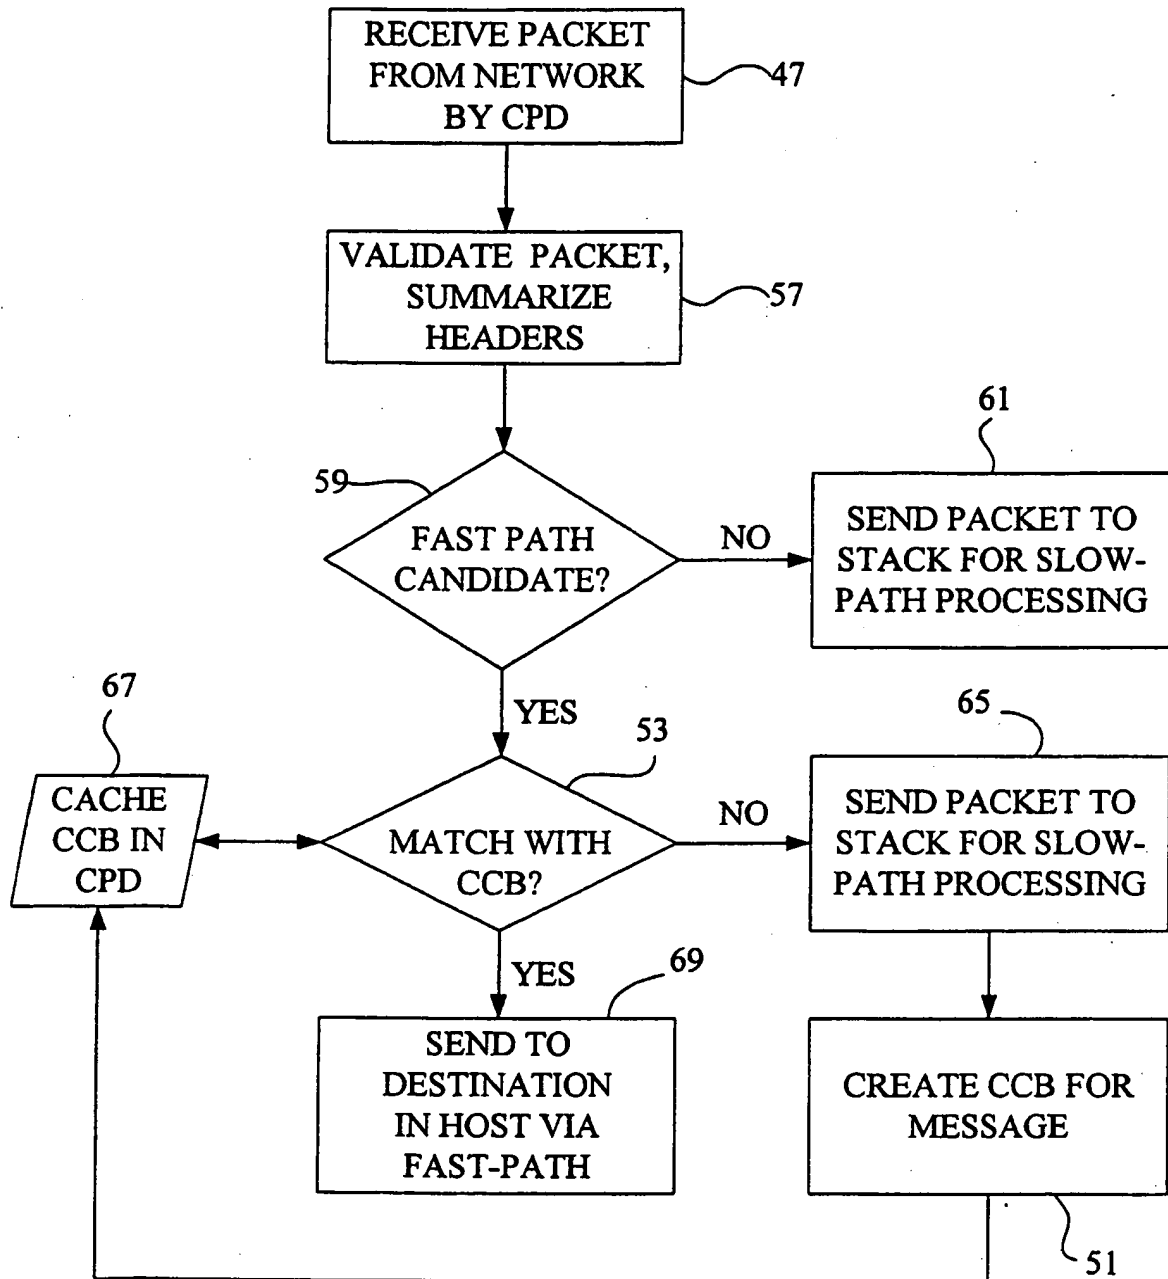 RECEIVE PACKET
FROM NETWORK
BY CPD
47
VALIDATE PACKET,
SUMMARIZE
HEADERS
57
59
FAST PATH
CANDIDATE?
NO
61
SEND PACKET TO
STACK FOR SLOW-
PATH PROCESSING
YES
67
CACHE
CCB IN
CPD
53
MATCH WITH
CCB?
NO
65
SEND PACKET TO
STACK FOR SLOW-
PATH PROCESSING
YES
69
SEND TO
DESTINATION
IN HOST VIA
FAST-PATH
CREATE CCB FOR
MESSAGE
51